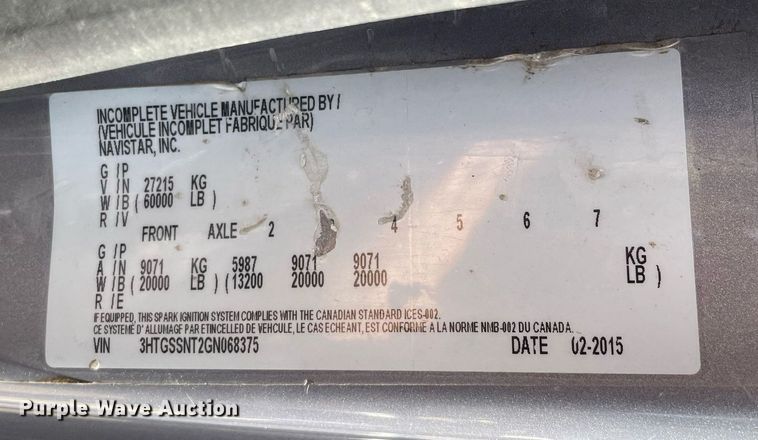 INCOMPLETE VEHICLE MANUFACTURED BY /
(VEHICULE INCOMPLET FABRIQUE PAR)
NAVISTAR, INC.
G /P
V /N 27215 KG
W /B ( 60000 LB )
R /V
FRONT AXLE 2 4 5 6 7
G /P
A /N 9071 KG 5987 9071 9071 KG
W /B ( 20000 LB ) (13200 20000 20000 LB )
R /E
IF EQUIPPED, THIS SPARK IGNITION SYSTEM COMPLIES WITH THE CANADIAN STANDARD ICES-002.
CE SYSTEME D' ALLUMAGE PAR ETINCELLED DE VEHCULE, LE CAS ECHEANT, EST CONFORME A LA NORME NMB-002 DU CANADA.
VIN 3HTGSSNT2GN068375 DATE 02-2015
Purple Wave Auction